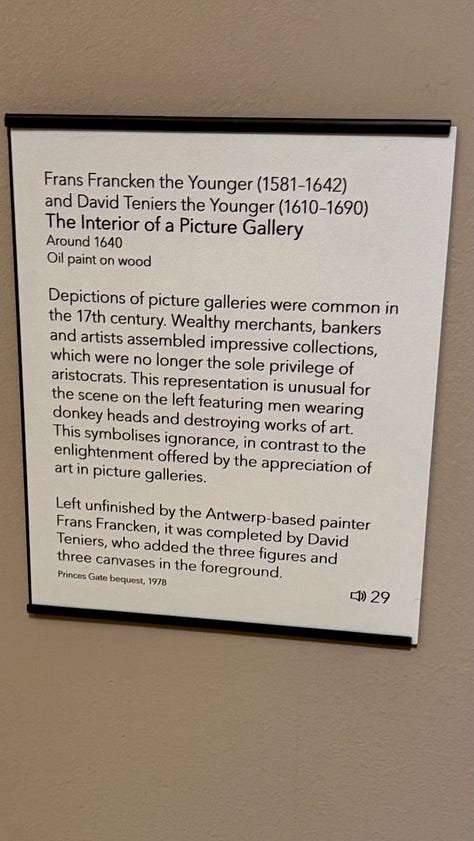 Frans Francken the Younger (1581–1642)
and David Teniers the Younger (1610–1690)
The Interior of a Picture Gallery
Around 1640
Oil paint on wood
Depictions of picture galleries were common in
the 17th century. Wealthy merchants, bankers
and artists assembled impressive collections,
which were no longer the sole privilege of
aristocrats. This representation is unusual for
the scene on the left featuring men wearing
donkey heads and destroying works of art.
This symbolises ignorance, in contrast to the
enlightenment offered by the appreciation of
art in picture galleries.
Left unfinished by the Antwerp-based painter
Frans Francken, it was completed by David
Teniers, who added the three figures and
three canvases in the foreground.
Princes Gate bequest, 1978
29